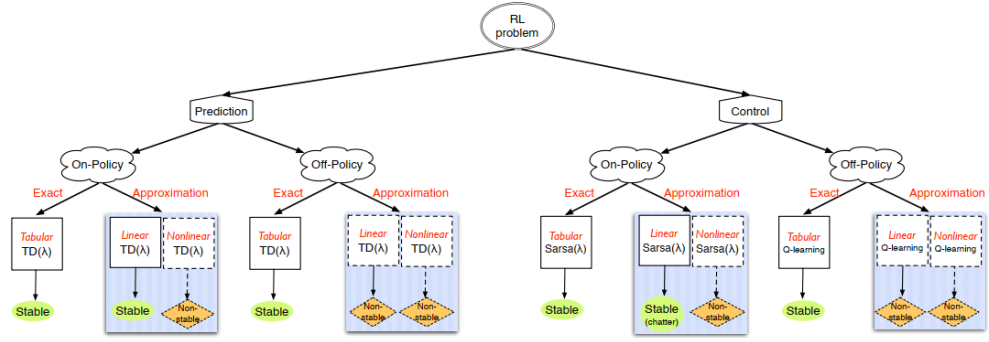 RL
problem
Prediction
Control
On-Policy
Off-Policy
On-Policy
Off-Policy
Exact
Approximation
Exact
Approximation
Exact
Approximation
Exact
Approximation
Tabular
TD(λ)
Linear
TD(λ)
Nonlinear
TD(λ)
Tabular
TD(λ)
Linear
TD(λ)
Nonlinear
TD(λ)
Tabular
Sarsa(λ)
Linear
Sarsa(λ)
Nonlinear
Sarsa(λ)
Tabular
Q-learning
Linear
Q-learning
Nonlinear
Q-learning
Stable
Stable
Non-
stable
Stable
Non-
stable
Non-
stable
Stable
Stable
(chatter)
Non-
stable
Stable
Non-
stable
Non-
stable